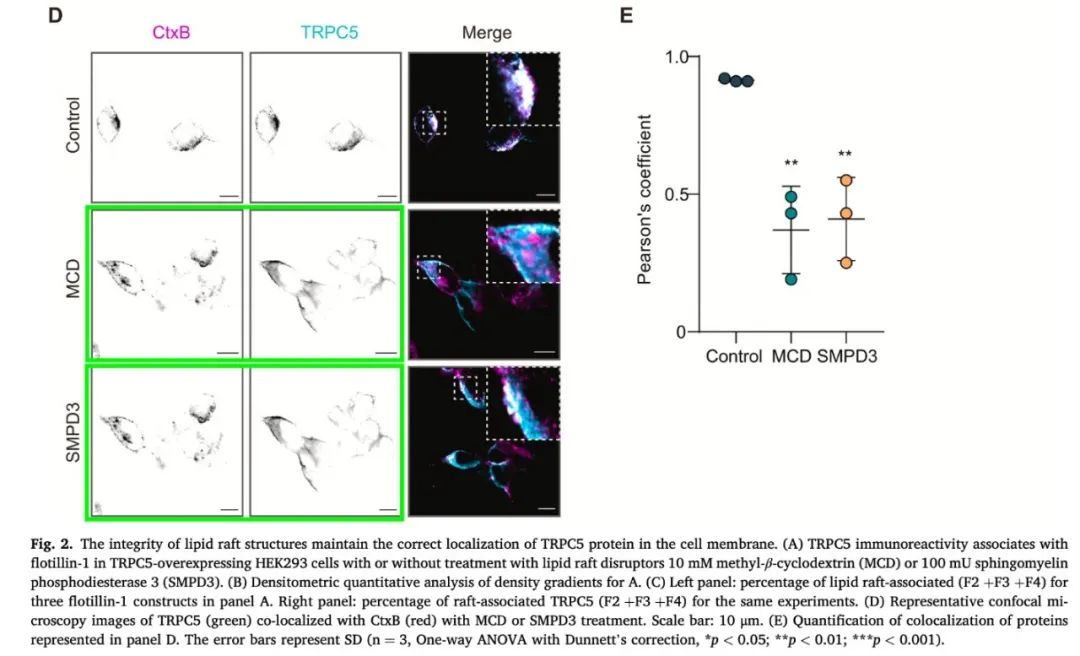 D
E
CtxB
TRPC5
Merge
Control
MCD
SMPD3
1.0
0.5
0
Pearson's coefficient
**
**
Control MCD SMPD3
Fig. 2. The integrity of lipid raft structures maintain the correct localization of TRPC5 protein in the cell membrane. (A) TRPC5 immunoreactivity associates with
flotillin-1 in TRPC5-overexpressing HEK293 cells with or without treatment with lipid raft disruptors 10 mM methyl-β-cyclodextrin (MCD) or 100 mU sphingomyelin
phosphodiesterase 3 (SMPD3). (B) Densitometric quantitative analysis of density gradients for A. (C) Left panel: percentage of lipid raft-associated (F2 +F3 +F4) for
three flotillin-1 constructs in panel A. Right panel: percentage of raft-associated TRPC5 (F2 +F3 +F4) for the same experiments. (D) Representative confocal mi-
croscopy images of TRPC5 (green) co-localized with CtxB (red) with MCD or SMPD3 treatment. Scale bar: 10 μm. (E) Quantification of colocalization of proteins
represented in panel D. The error bars represent SD (n = 3, One-way ANOVA with Dunnett's correction, *p < 0.05; **p < 0.01; ***p < 0.001).